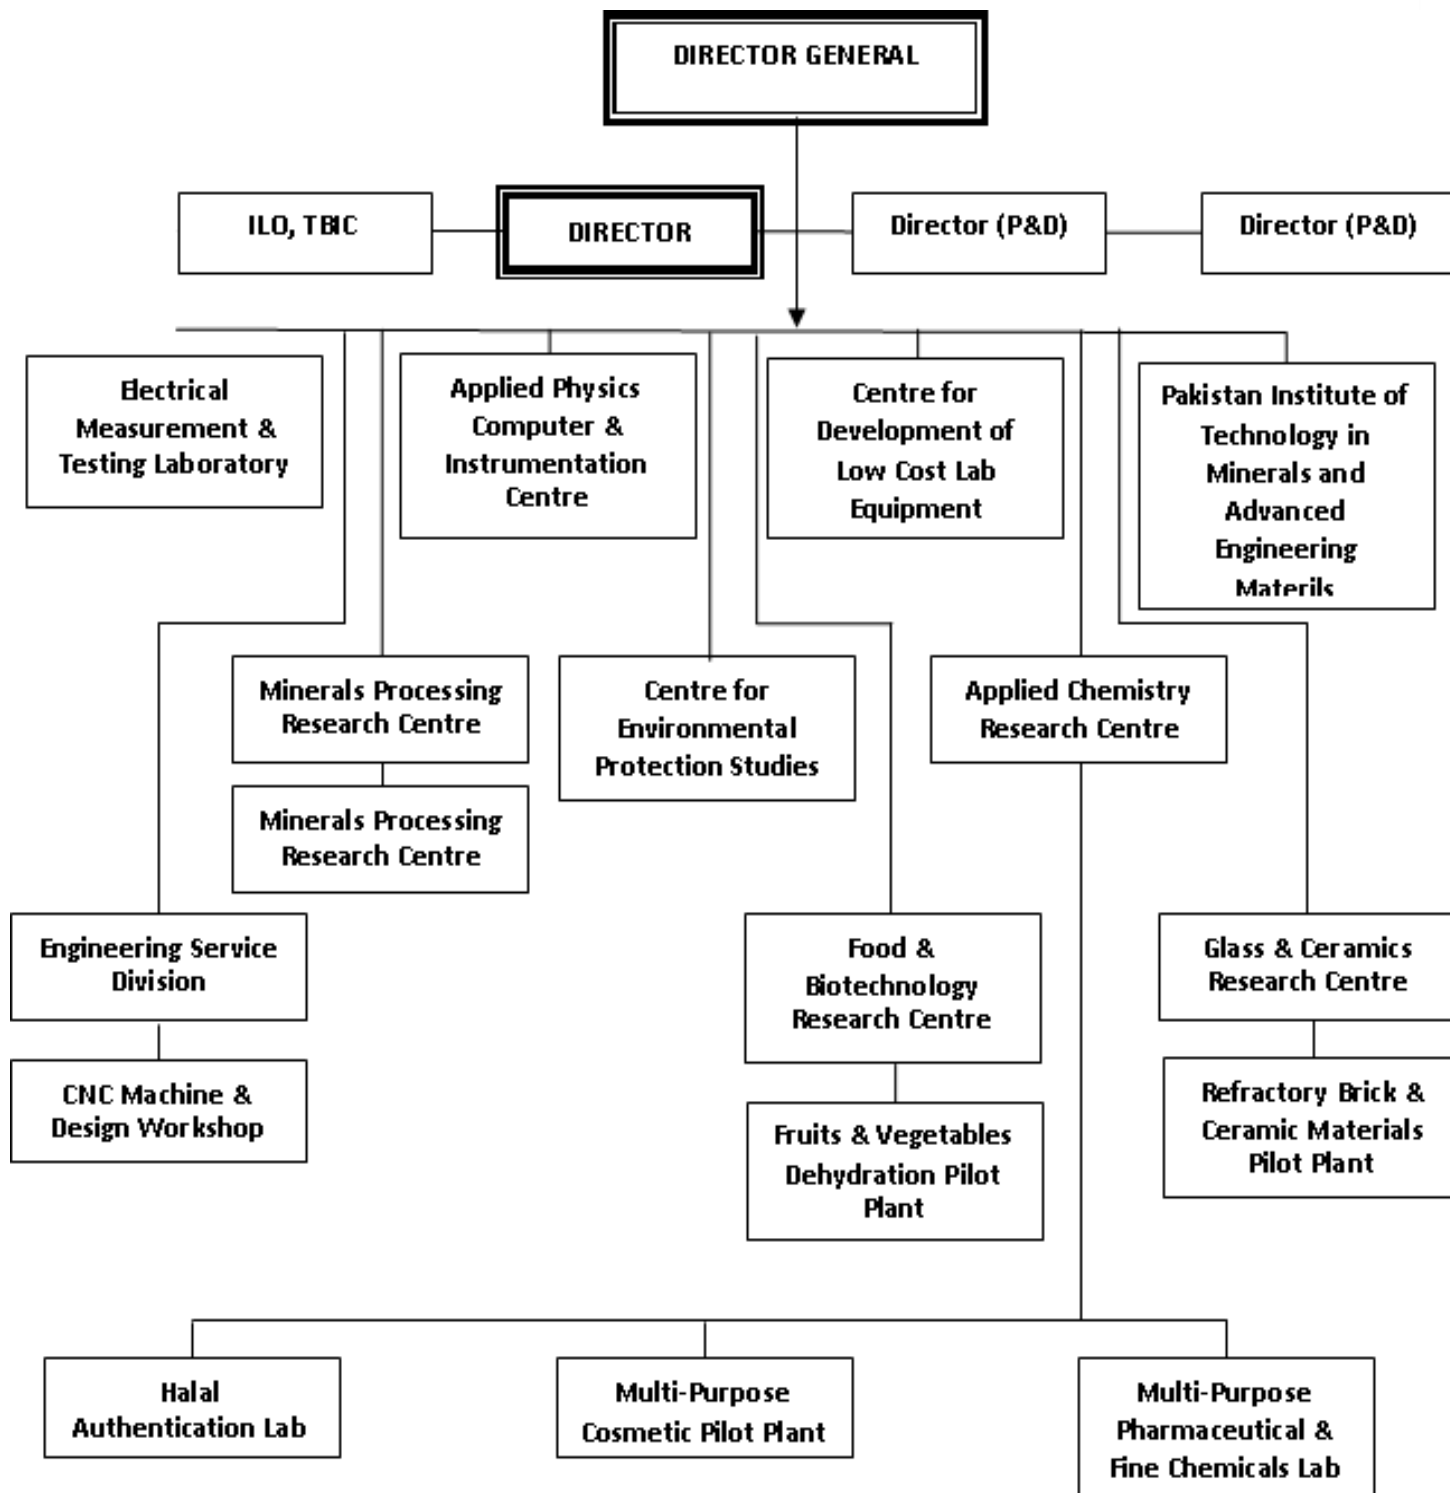 DIRECTOR GENERAL
ILO, TBIC
DIRECTOR
Director (P&D)
Director (P&D)
Electrical
Measurement &
Testing Laboratory
Applied Physics
Computer &
Instrumentation
Centre
Centre for
Development of
Low Cost Lab
Equipment
Pakistan Institute of
Technology in
Minerals and
Advanced
Engineering
Materils
Minerals Processing
Research Centre
Centre for
Environmental
Protection Studies
Applied Chemistry
Research Centre
Minerals Processing
Research Centre
Engineering Service
Division
Food &
Biotechnology
Research Centre
Glass & Ceramics
Research Centre
CNC Machine &
Design Workshop
Fruits & Vegetables
Dehydration Pilot
Plant
Refractory Brick &
Ceramic Materials
Pilot Plant
Halal
Authentication Lab
Multi-Purpose
Cosmetic Pilot Plant
Multi-Purpose
Pharmaceutical &
Fine Chemicals Lab